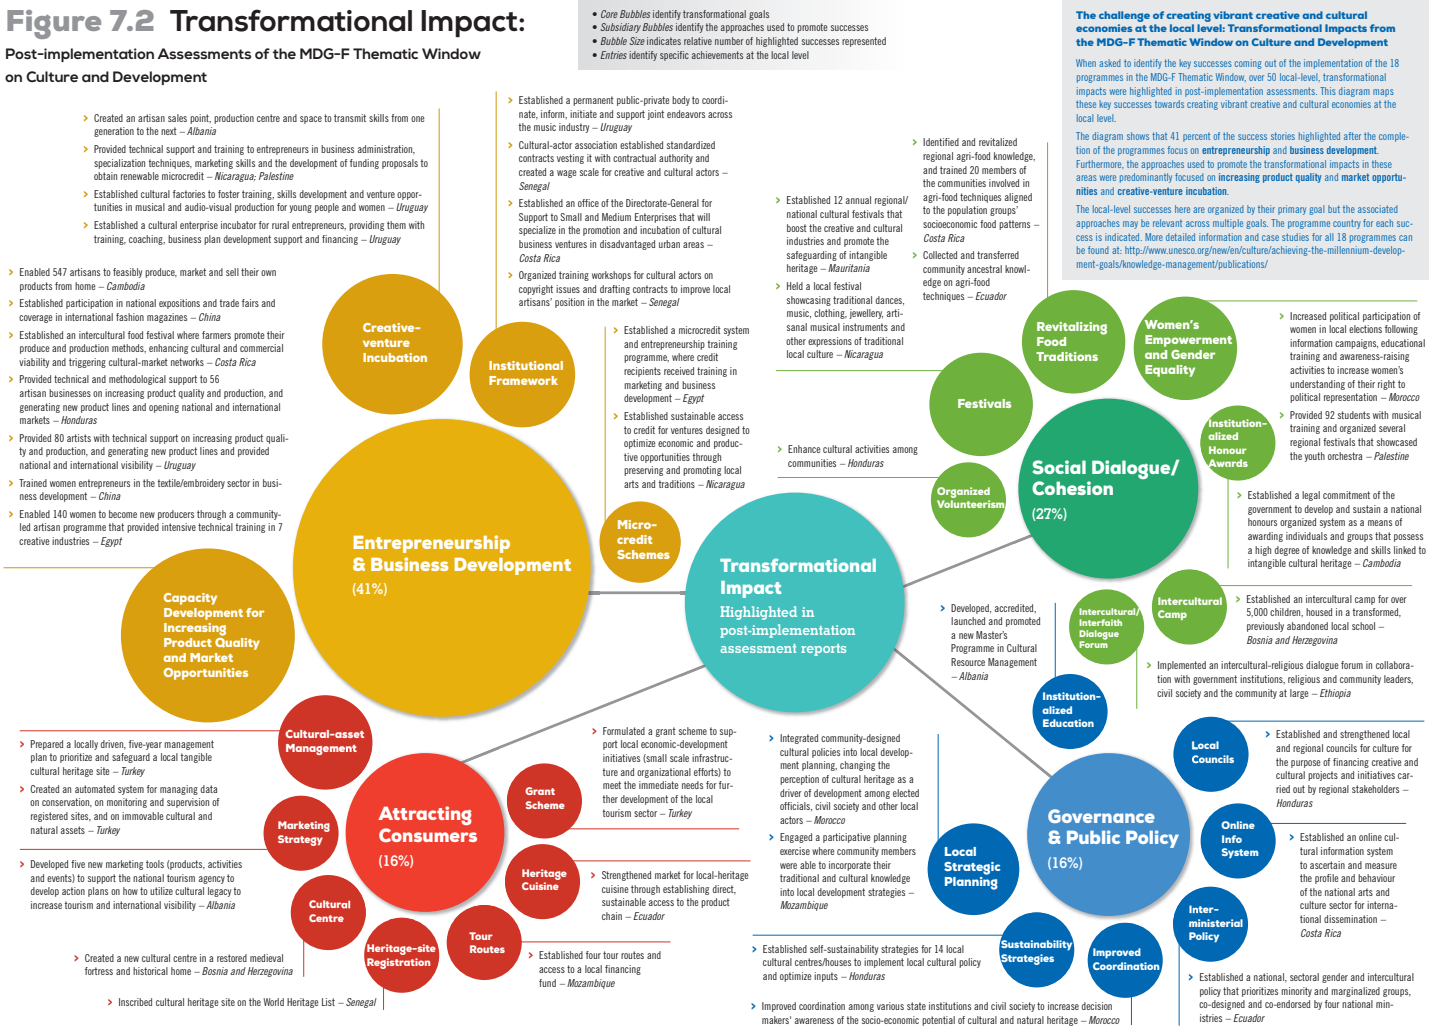 Figure 7.2 Transformational Impact:
Post-implementation Assessments of the MDG-F Thematic Window
on Culture and Development
• Core Bubbles identify transformational goals
• Subsidiary Bubbles identify the approaches used to promote successes
• Bubble Size indicates relative number of highlighted successes represented
• Entries identify specific achievements at the local level
The challenge of creating vibrant creative and cultural
economies at the local level: Transformational Impacts from
the MDG-F Thematic Window on Culture and Development
When asked to identify the key successes coming out of the implementation of the 18
programmes in the MDG-F Thematic Window, over 50 local-level, transformational
impacts were highlighted in post-implementation assessments. This diagram maps
these key successes towards creating vibrant creative and cultural economies at the
local level.
The diagram shows that 41 percent of the success stories highlighted after the comple-
tion of the programmes focus on entrepreneurship and business development.
Furthermore, the approaches used to promote the transformational impacts in these
areas were predominantly focused on increasing product quality and market opportu-
nities and creative-venture incubation.
The local-level successes here are organized by their primary goal but the associated
approaches may be relevant across multiple goals. The programme country for each suc-
cess is indicated. More detailed information and case studies for all 18 programmes can
be found at: http://www.unesco.org/new/en/culture/achieving-the-millennium-develop-
ment-goals/knowledge-management/publications/
> Created an artisan sales point, production centre and space to transmit skills from one
generation to the next – Albania
> Provided technical support and training to entrepreneurs in business administration,
specialization techniques, marketing skills and the development of funding proposals to
obtain renewable microcredit – Nicaragua; Palestine
> Established cultural factories to foster training, skills development and venture oppor-
tunities in musical and audio-visual production for young people and women – Uruguay
> Established a cultural enterprise incubator for rural entrepreneurs, providing them with
training, coaching, business plan development support and financing – Uruguay
> Established a permanent public-private body to coordi-
nate, inform, initiate and support joint endeavors across
the music industry – Uruguay
> Cultural-actor association established standardized
contracts vesting it with contractual authority and
created a wage scale for creative and cultural actors –
Senegal
> Established an office of the Directorate-General for
Support to Small and Medium Enterprises that will
specialize in the promotion and incubation of cultural
business ventures in disadvantaged urban areas –
Costa Rica
> Organized training workshops for cultural actors on
copyright issues and drafting contracts to improve local
artisans' position in the market – Senegal
> Enabled 547 artisans to feasibly produce, market and sell their own
products from home – Cambodia
> Established participation in national expositions and trade fairs and
coverage in international fashion magazines – China
> Established an intercultural food festival where farmers promote their
produce and production methods, enhancing cultural and commercial
viability and triggering cultural-market networks – Costa Rica
> Provided technical and methodological support to 56
artisan businesses on increasing product quality and production, and
generating new product lines and opening national and international
markets – Honduras
> Provided 80 artists with technical support on increasing product quali-
ty and production, and generating new product lines and provided
national and international visibility – Uruguay
> Trained women entrepreneurs in the textile/embroidery sector in busi-
ness development – China
> Enabled 140 women to become new producers through a community-
led artisan programme that provided intensive technical training in 7
creative industries – Egypt
Creative-
venture
Incubation
Institutional
Framework
> Established a microcredit system
and entrepreneurship training
programme, where credit
recipients received training in
marketing and business
development – Egypt
> Established sustainable access
to credit for ventures designed to
optimize economic and produc-
tive opportunities through
preserving and promoting local
arts and traditions – Nicaragua
Micro-
credit
Schemes
Entrepreneurship
& Business Development
(41%)
Capacity
Development for
Increasing
Product Quality
and Market
Opportunities
Transformational
Impact
Highlighted in
post-implementation
assessment reports
> Established 12 annual regional/
national cultural festivals that
boost the creative and cultural
industries and promote the
safeguarding of intangible
heritage – Mauritania
> Held a local festival
showcasing traditional dances,
music, clothing, jewellery, arti-
sanal musical instruments and
other expressions of traditional
local culture – Nicaragua
> Identified and revitalized
regional agri-food knowledge,
and trained 20 members of
the communities involved in
agri-food techniques aligned
to the population groups'
socioeconomic food patterns –
Costa Rica
> Collected and transferred
community ancestral knowl-
edge on agri-food
techniques – Ecuador
Revitalizing
Food
Traditions
Women's
Empowerment
and Gender
Equality
Festivals
> Enhance cultural activities among
communities – Honduras
Organized
Volunteerism
Social Dialogue/
Cohesion
(27%)
Institution-
alized
Honour
Awards
> Increased political participation of
women in local elections following
information campaigns, educational
training and awareness-raising
activities to increase women's
understanding of their right to
political representation – Morocco
> Provided 92 students with musical
training and organized several
regional festivals that showcased
the youth orchestra – Palestine
> Established a legal commitment of the
government to develop and sustain a national
honours organized system as a means of
awarding individuals and groups that possess
a high degree of knowledge and skills linked to
intangible cultural heritage – Cambodia
Intercultural
Camp
> Established an intercultural camp for over
5,000 children, housed in a transformed,
previously abandoned local school –
Bosnia and Herzegovina
Intercultural/
Interfaith
Dialogue
Forum
> Implemented an intercultural-religious dialogue forum in collabora-
tion with government institutions, religious and community leaders,
civil society and the community at large – Ethiopia
> Developed, accredited,
launched and promoted
a new Master's
Programme in Cultural
Resource Management
– Albania
Institution-
alized
Education
Cultural-asset
Management
> Prepared a locally driven, five-year management
plan to prioritize and safeguard a local tangible
cultural heritage site – Turkey
> Created an automated system for managing data
on conservation, on monitoring and supervision of
registered sites, and on immovable cultural and
natural assets – Turkey
Marketing
Strategy
> Developed five new marketing tools (products, activities
and events) to support the national tourism agency to
develop action plans on how to utilize cultural legacy to
increase tourism and international visibility – Albania
Attracting
Consumers
(16%)
Cultural
Centre
> Created a new cultural centre in a restored medieval
fortress and historical home – Bosnia and Herzegovina
Heritage-site
Registration
> Inscribed cultural heritage site on the World Heritage List – Senegal
Tour
Routes
> Established four tour routes and
access to a local financing
fund – Mozambique
Heritage
Cuisine
> Strengthened market for local-heritage
cuisine through establishing direct,
sustainable access to the product
chain – Ecuador
Grant
Scheme
> Formulated a grant scheme to sup-
port local economic-development
initiatives (small scale infrastruc-
ture and organizational efforts) to
meet the immediate needs for fur-
ther development of the local
tourism sector – Turkey
> Integrated community-designed
cultural policies into local develop-
ment planning, changing the
perception of cultural heritage as a
driver of development among elected
officials, civil society and other local
actors – Morocco
> Engaged a participative planning
exercise where community members
were able to incorporate their
traditional and cultural knowledge
into local development strategies –
Mozambique
Local
Strategic
Planning
Governance
& Public Policy
(16%)
Local
Councils
> Established and strengthened local
and regional councils for culture for
the purpose of financing creative and
cultural projects and initiatives car-
ried out by regional stakeholders –
Honduras
Online
Info
System
> Established an online cul-
tural information system
to ascertain and measure
the profile and behaviour
of the national arts and
culture sector for interna-
tional dissemination –
Costa Rica
Inter-
ministerial
Policy
> Established a national, sectoral gender and intercultural
policy that prioritizes minority and marginalized groups,
co-designed and co-endorsed by four national min-
istries – Ecuador
Sustainability
Strategies
> Established self-sustainability strategies for 14 local
cultural centres/houses to implement local cultural policy
and optimize inputs – Honduras
Improved
Coordination
> Improved coordination among various state institutions and civil society to increase decision
makers' awareness of the socio-economic potential of cultural and natural heritage – Morocco